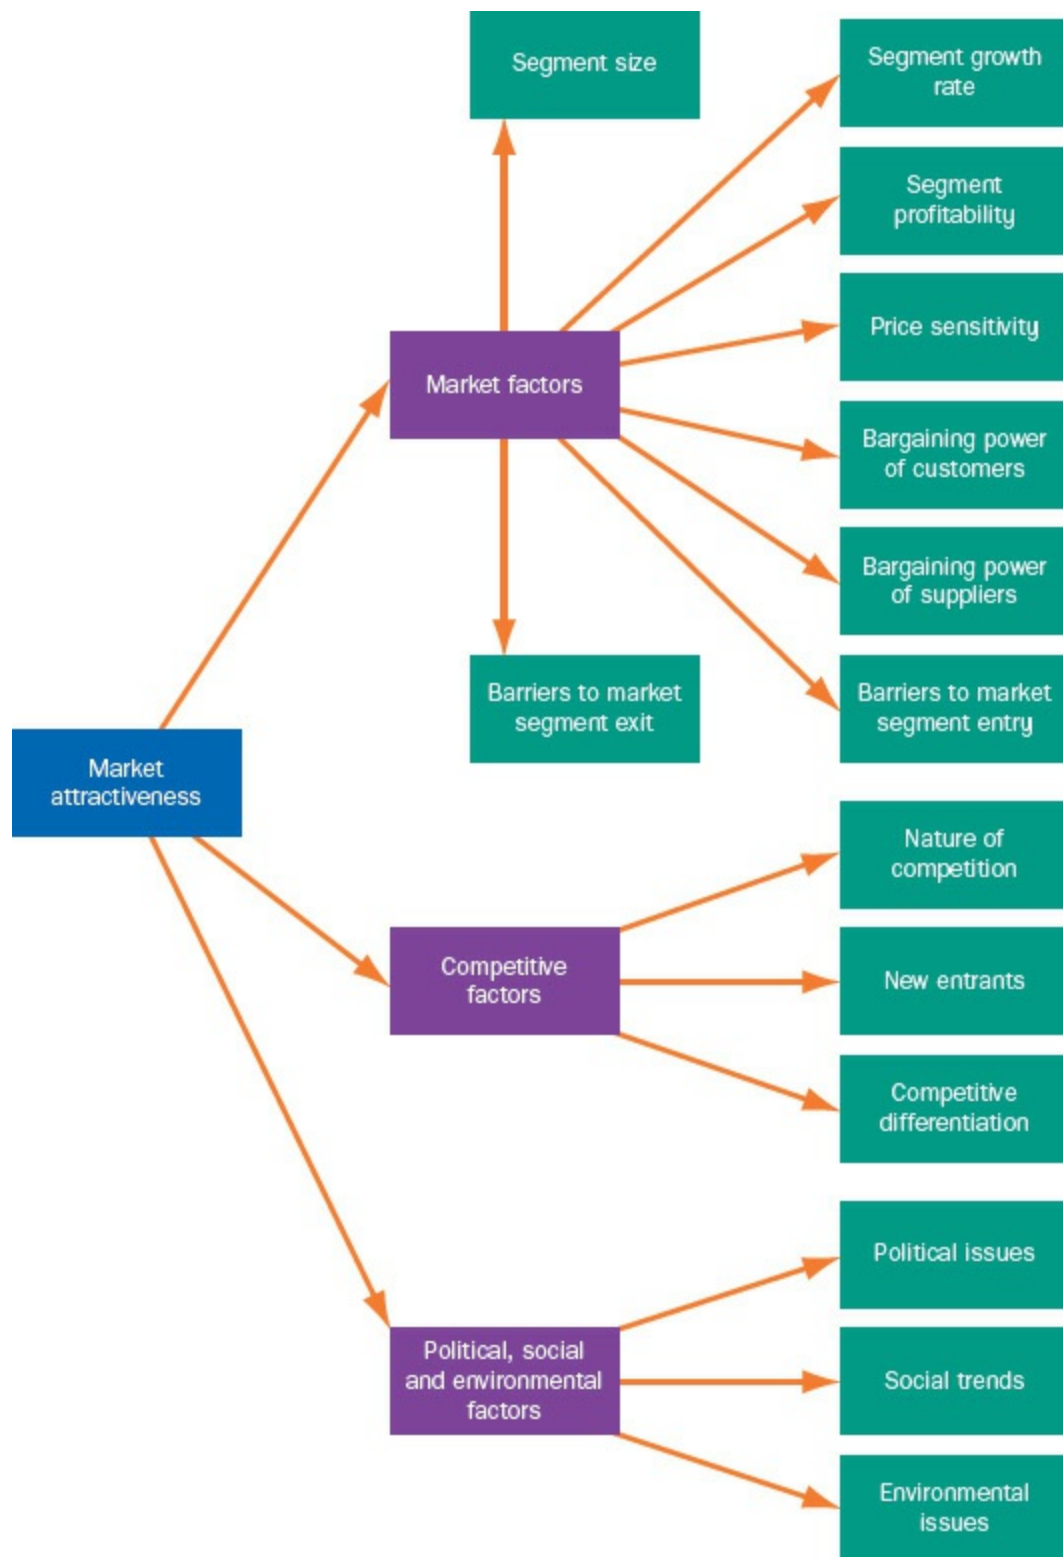 Segment size
Segment growth
rate
Segment
profitability
Price sensitivity
Market factors
Bargaining power
of customers
Bargaining power
of suppliers
Barriers to market
segment exit
Barriers to market
segment entry
Market
attractiveness
Nature of
competition
Competitive
factors
New entrants
Competitive
differentiation
Political issues
Political, social
and environmental
factors
Social trends
Environmental
issues